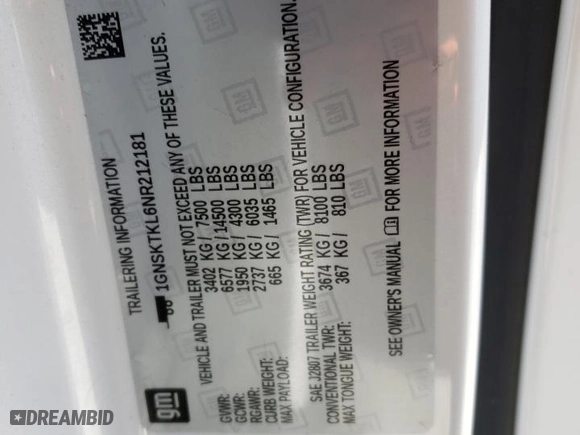 TRAILERING INFORMATION
1GNSKTKL6NR212181
VEHICLE AND TRAILER MUST NOT EXCEED ANY OF THESE VALUES.
GVWR: 3402 KG/ 7500 LBS
GCWR: 6577 KG/ 14500 LBS
RGAWR: 1950 KG/ 4300 LBS
CURB WEIGHT: 2737 KG/ 6035 LBS
MAX PAYLOAD: 665 KG/ 1465 LBS
SAE J2807 TRAILER WEIGHT RATING (TWR) FOR VEHICLE CONFIGURATION.
CONVENTIONAL TWR: 3674 KG/ 8100 LBS
MAX TONGUE WEIGHT: 367 KG/ 810 LBS
SEE OWNER'S MANUAL FOR MORE INFORMATION
gm
DREAMBID